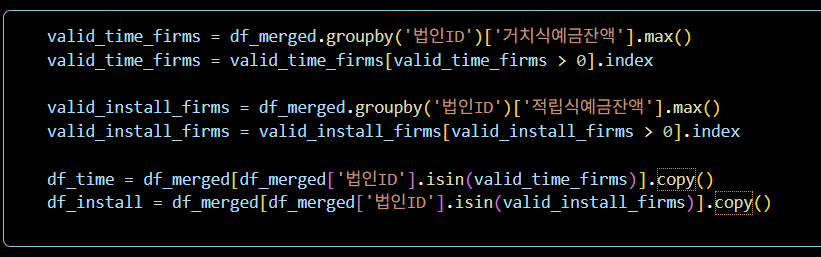 valid_time_firms = df_merged.groupby('법인ID')['거치식예금잔액'].max()
valid_time_firms = valid_time_firms[valid_time_firms > 0].index
valid_install_firms = df_merged.groupby('법인ID')['적립식예금잔액'].max()
valid_install_firms = valid_install_firms[valid_install_firms > 0].index
df_time = df_merged[df_merged['법인ID'].isin(valid_time_firms)].copy()
df_install = df_merged[df_merged['법인ID'].isin(valid_install_firms)].copy()